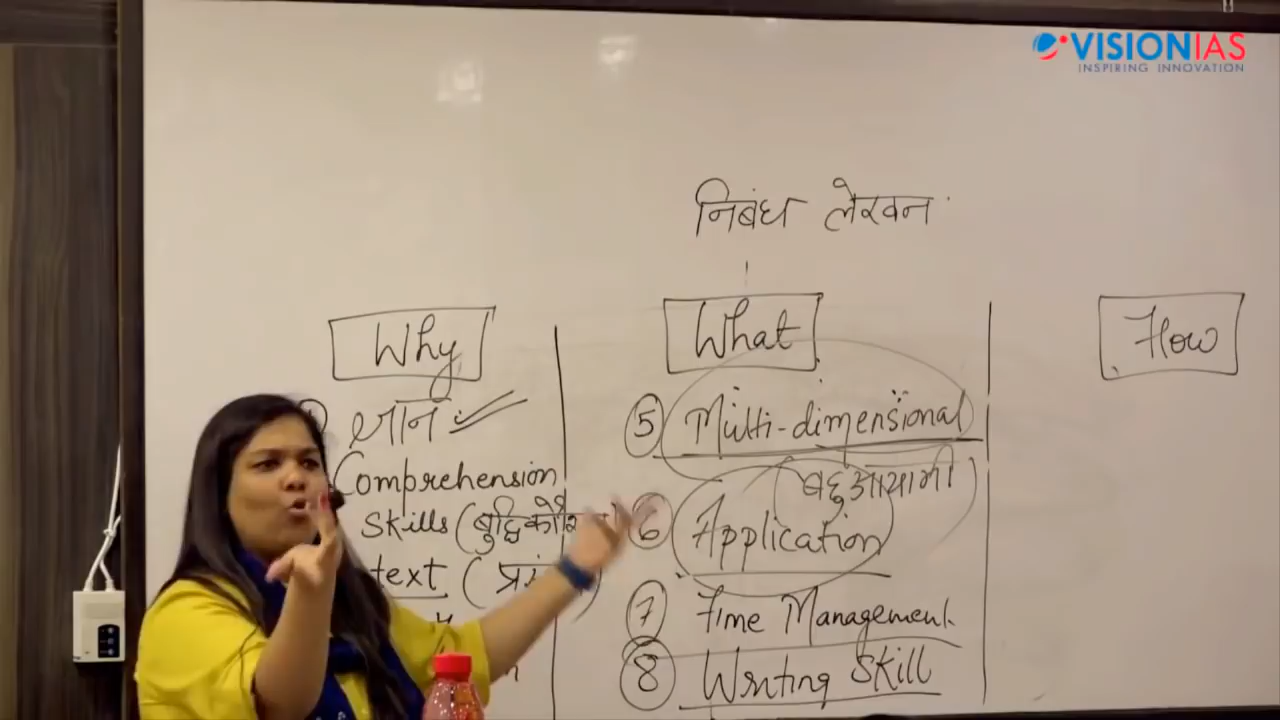 VISIONIAS
INSPIRING INNOVATION
निबंध लेखन
Why
ज्ञान
Comprehension
Skills (बुद्धि
text (
What
5 Multi-dimensional
(बहुआयामी)
6 Application
7 Time Management
8 Writing Skill
How